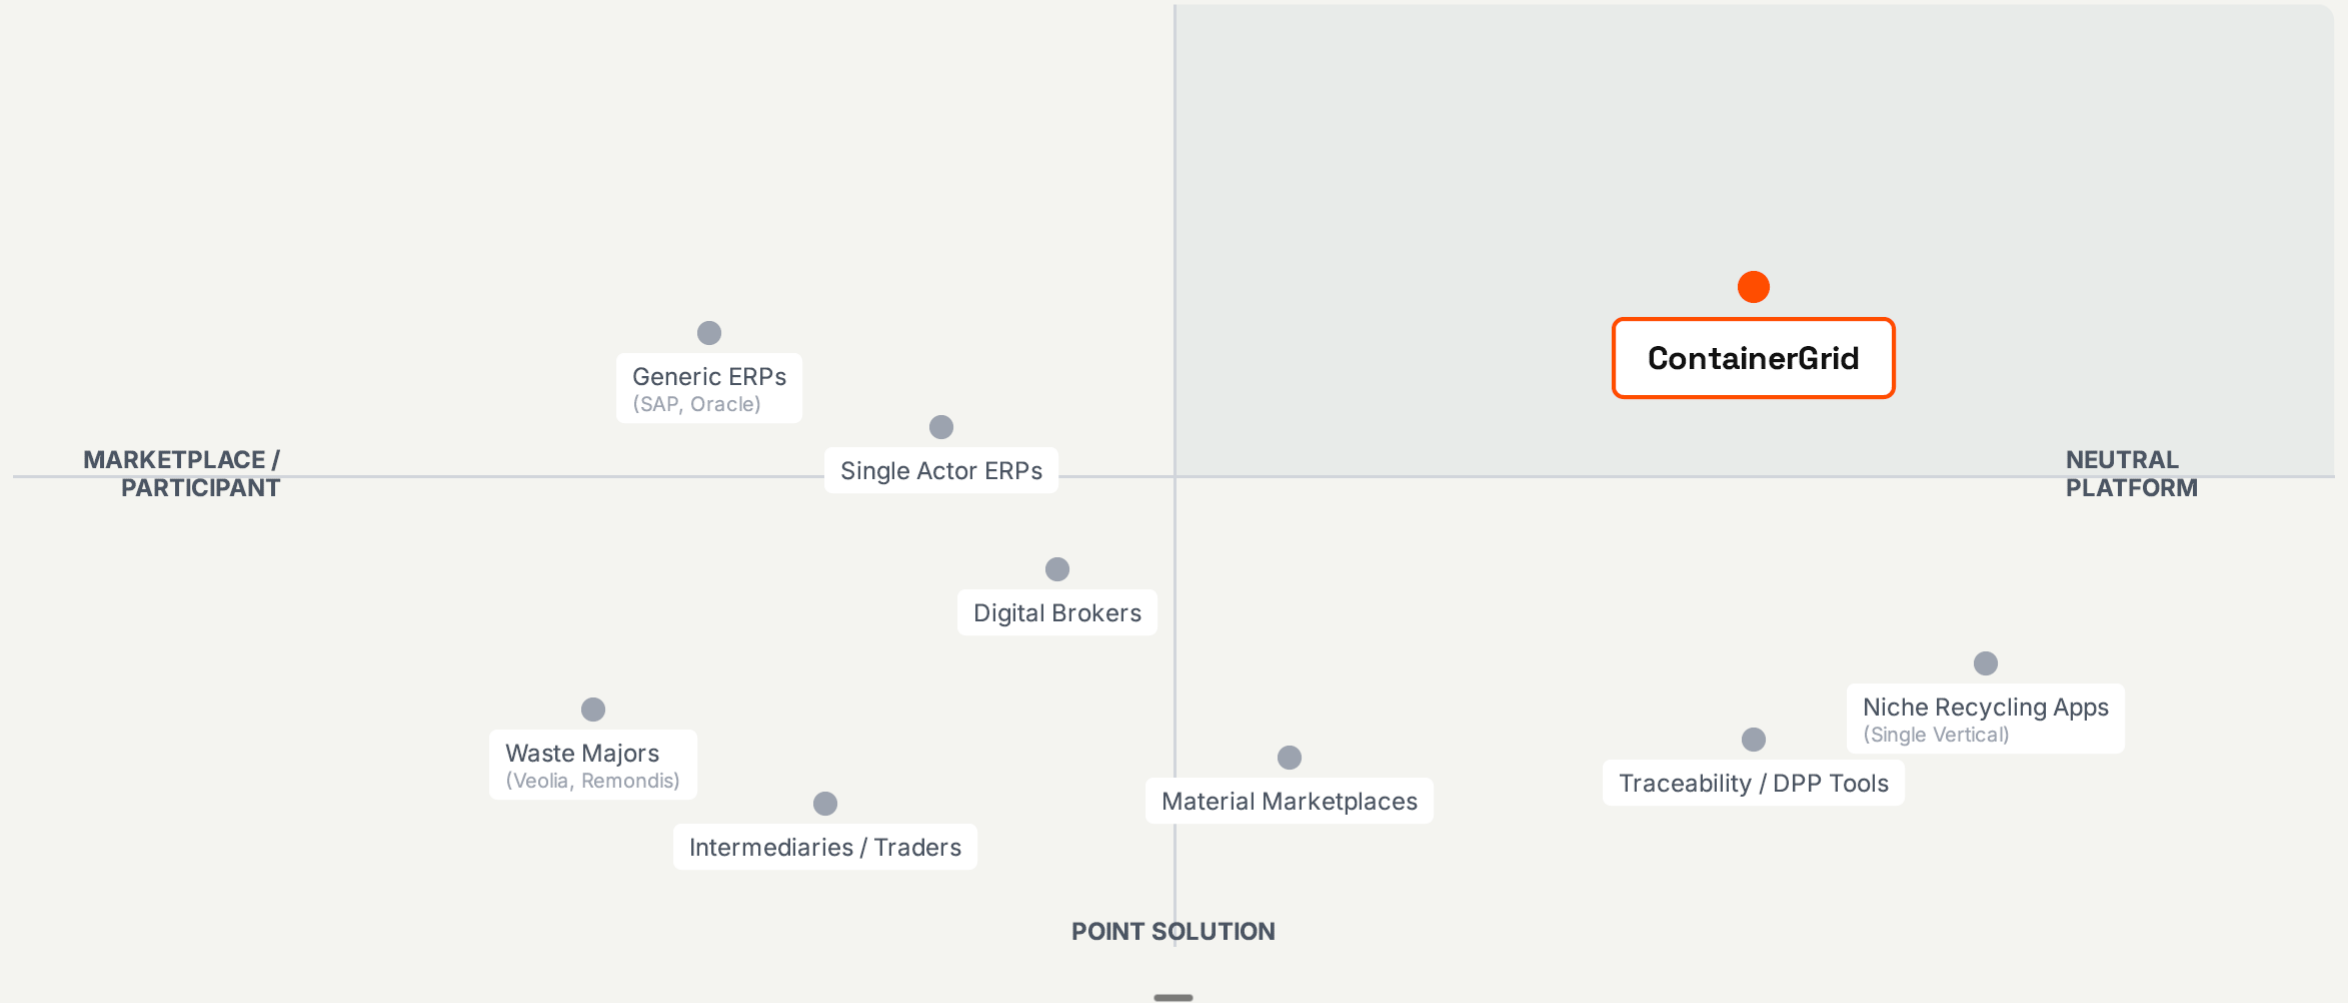 ContainerGrid
Generic ERPs
(SAP, Oracle)
Single Actor ERPs
MARKETPLACE /
PARTICIPANT
NEUTRAL
PLATFORM
Digital Brokers
Niche Recycling Apps
(Single Vertical)
Waste Majors
(Veolia, Remondis)
Traceability / DPP Tools
Material Marketplaces
Intermediaries / Traders
POINT SOLUTION